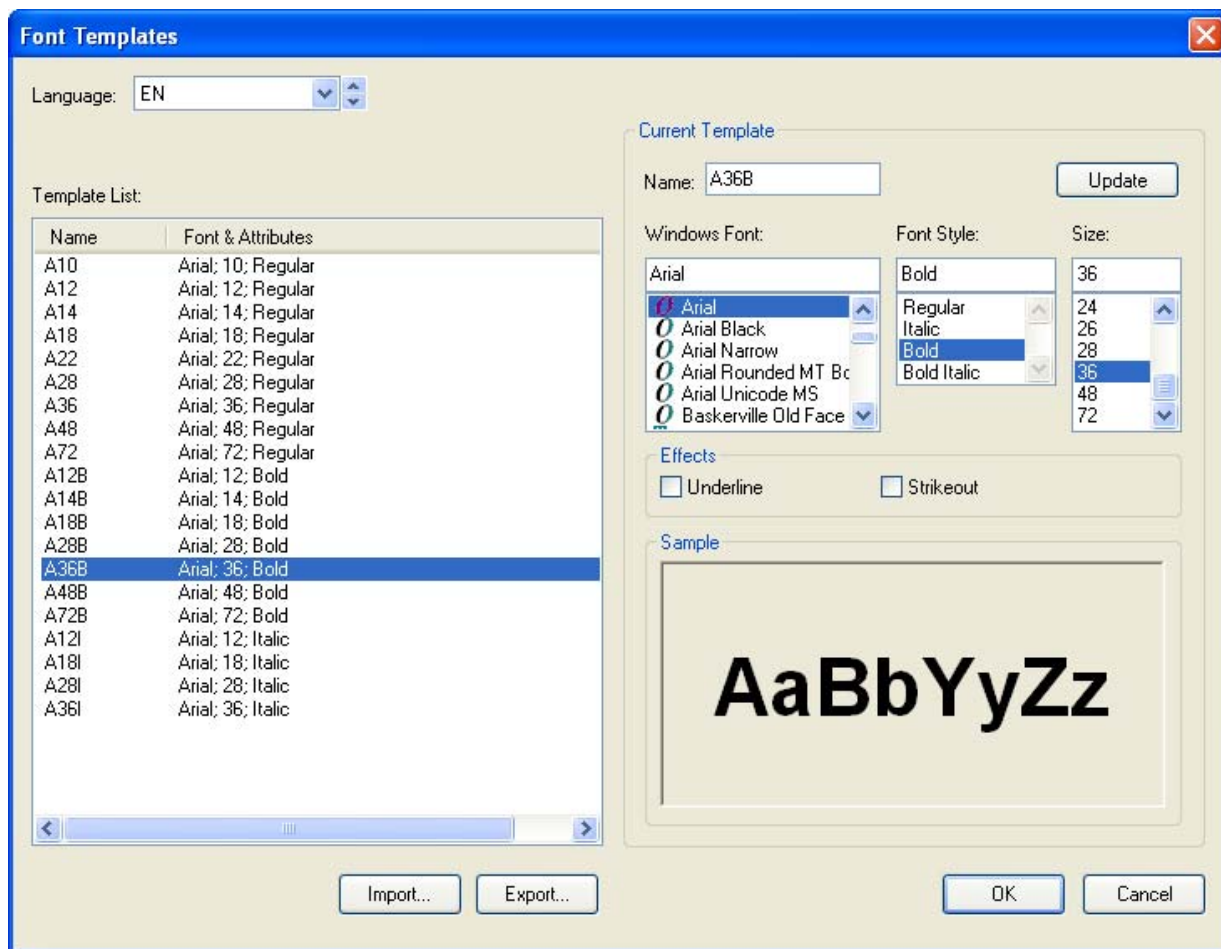 Font Templates
Language: EN
Template List:
Name Font & Attributes
A10 Arial; 10; Regular
A12 Arial; 12; Regular
A14 Arial; 14; Regular
A18 Arial; 18; Regular
A22 Arial; 22; Regular
A28 Arial; 28; Regular
A36 Arial; 36; Regular
A48 Arial; 48; Regular
A72 Arial; 72; Regular
A12B Arial; 12; Bold
A14B Arial; 14; Bold
A18B Arial; 18; Bold
A28B Arial; 28; Bold
A36B Arial; 36; Bold
A48B Arial; 48; Bold
A72B Arial; 72; Bold
A12I Arial; 12; Italic
A18I Arial; 18; Italic
A28I Arial; 28; Italic
A36I Arial; 36; Italic
Import... Export...
Current Template
Name: A36B Update
Windows Font: Font Style: Size:
Arial Bold 36
Arial
Arial Black
Arial Narrow
Arial Rounded MT Bo
Arial Unicode MS
Baskerville Old Face
Regular
Italic
Bold
Bold Italic
24
26
28
36
48
72
Effects
Underline Strikeout
Sample
AaBbYyZz
OK Cancel